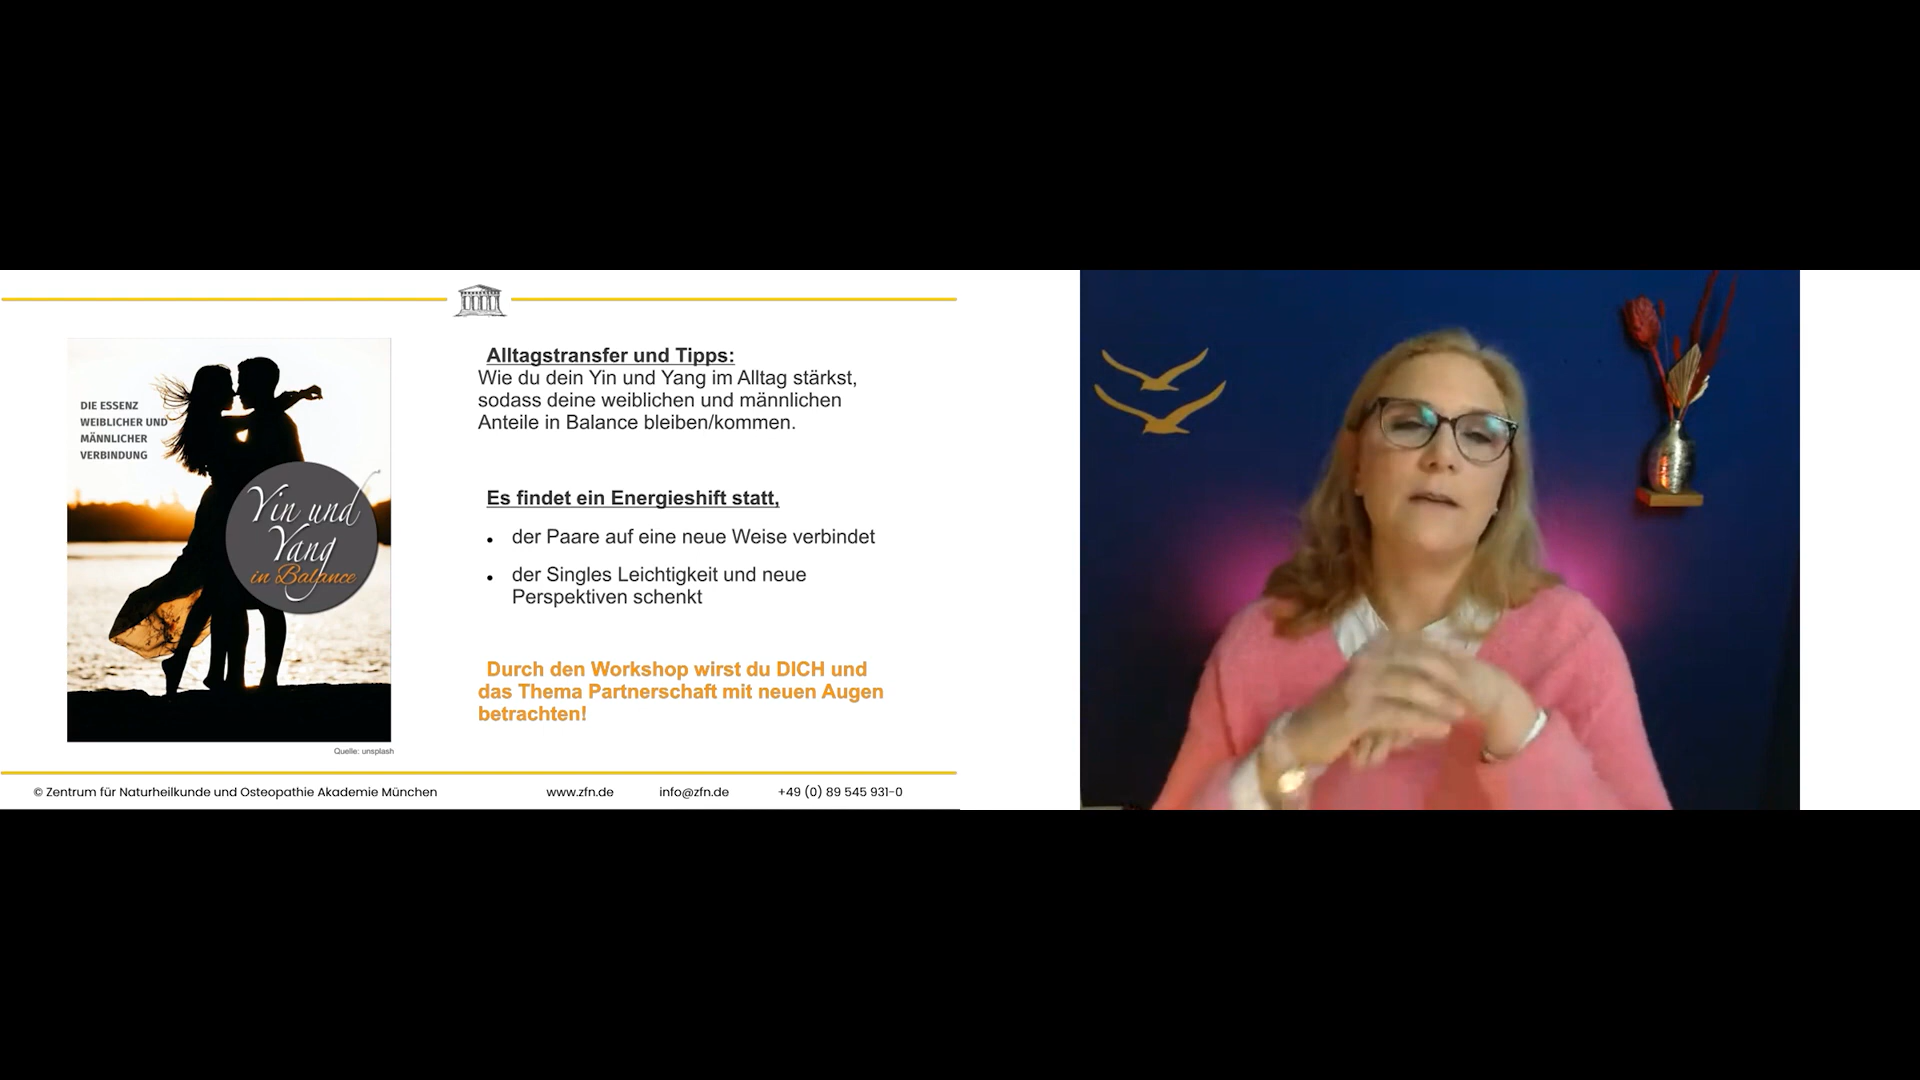 DIE ESSENZ
WEIBLICHER UND
MÄNNLICHER
VERBINDUNG
Yin und
Yang
in Balance
Quelle: unsplash
Alltagstransfer und Tipps:
Wie du dein Yin und Yang im Alltag stärkst,
sodass deine weiblichen und männlichen
Anteile in Balance bleiben/kommen.
Es findet ein Energieshift statt,
• der Paare auf eine neue Weise verbindet
• der Singles Leichtigkeit und neue
Perspektiven schenkt
Durch den Workshop wirst du DICH und
das Thema Partnerschaft mit neuen Augen
betrachten!
© Zentrum für Naturheilkunde und Osteopathie Akademie München www.zfn.de info@zfn.de +49 (0) 89 545 931-0